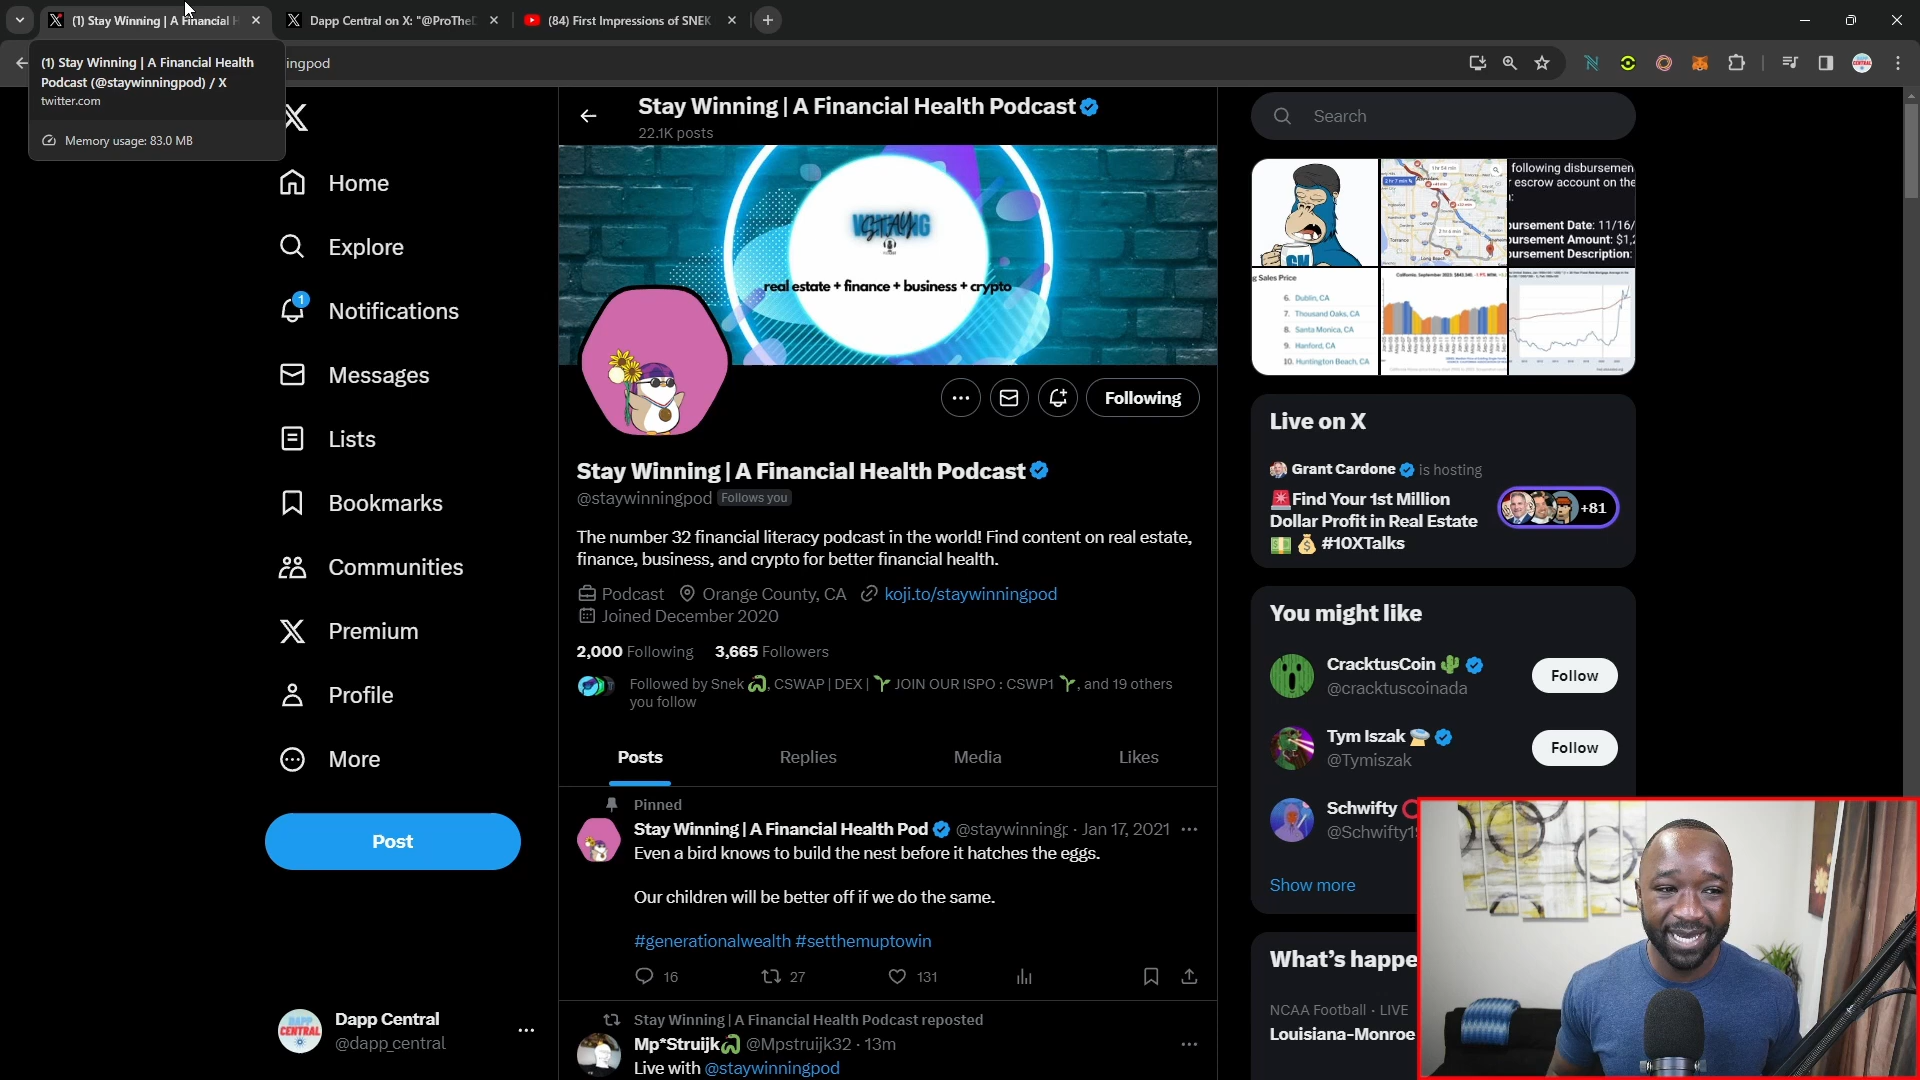 (1) Stay Winning | A Financial H
Dapp Central on X: "@ProTheD
(84) First Impressions of SNEK
(1) Stay Winning | A Financial Health
Podcast (@staywinningpod) / X
twitter.com
Memory usage: 83.0 MB
ingpod
Home
Explore
1
Notifications
Messages
Lists
Bookmarks
Communities
Premium
Profile
More
Post
Dapp Central
@dapp_central
Stay Winning | A Financial Health Podcast
22.1K posts
real estate + finance + business + crypto
Following
Stay Winning | A Financial Health Podcast
@staywinningpod Follows you
The number 32 financial literacy podcast in the world! Find content on real estate,
finance, business, and crypto for better financial health.
Podcast Orange County, CA koji.to/staywinningpod
Joined December 2020
2,000 Following 3,665 Followers
Followed by Snek, CSWAP | DEX | JOIN OUR ISPO : CSWP1, and 19 others
you follow
Posts Replies Media Likes
Pinned
Stay Winning | A Financial Health Pod @staywinningp · Jan 17, 2021
Even a bird knows to build the nest before it hatches the eggs.
Our children will be better off if we do the same.
#generationalwealth #setthemuptowin
16 27 131
Stay Winning | A Financial Health Podcast reposted
Mp*Struijk @Mpstruijk32 · 13m
Live with @staywinningpod
Search
GM
following disbursemen
r escrow account on the
ursement Date: 11/16/
ursement Amount: $1,2
ursement Description:
g Sales Price
6. Dublin, CA
7. Thousand Oaks, CA
8. Santa Monica, CA
9. Hanford, CA
10. Huntington Beach, CA
Live on X
Grant Cardone is hosting
Find Your 1st Million
Dollar Profit in Real Estate
#10XTalks
+81
You might like
CracktusCoin
@cracktuscoinada
Follow
Tym Iszak
@Tymiszak
Follow
Schwifty
@Schwifty1
Show more
What's happe
NCAA Football · LIVE
Louisiana-Monroe